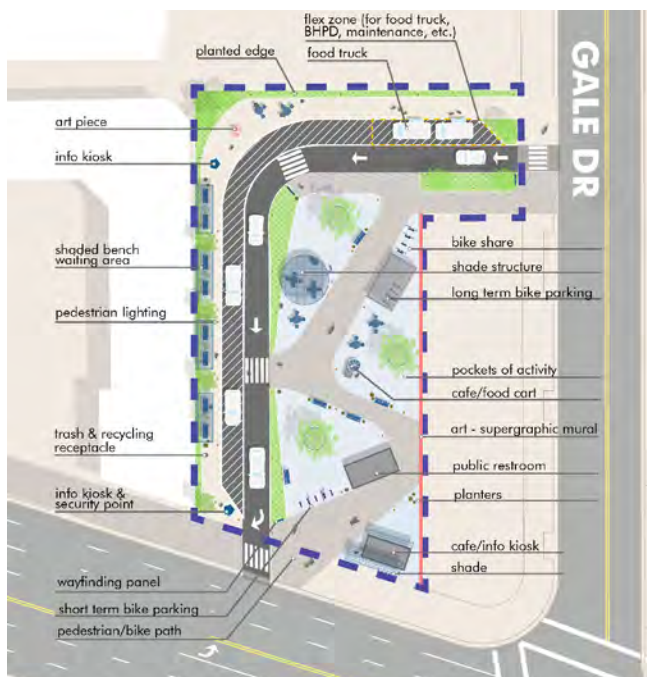 flex zone (for food truck,
BHPD, maintenance, etc.)
planted edge
food truck
GALE DR
art piece
info kiosk
shaded bench
waiting area
pedestrian lighting
trash & recycling
receptacle
info kiosk &
security point
wayfinding panel
short term bike parking
pedestrian/bike path
bike share
shade structure
long term bike parking
pockets of activity
cafe/food cart
art - supergraphic mural
public restroom
planters
cafe/info kiosk
shade